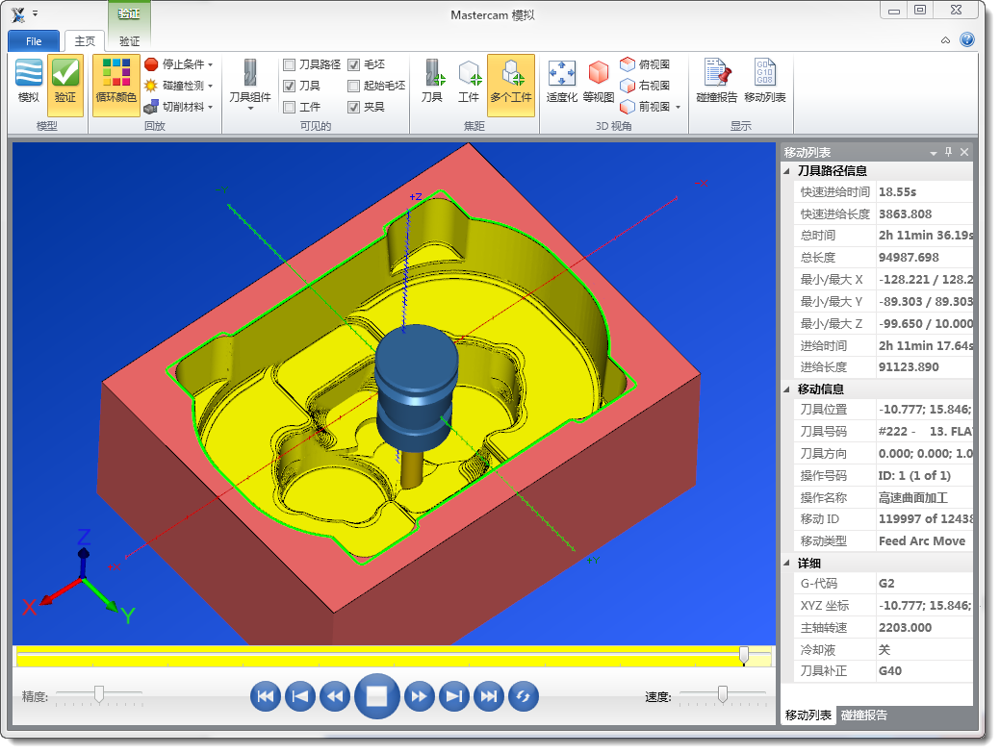 验证
Mastercam 模拟
File
主页
验证
模拟
验证
模型
循环颜色
停止条件
碰撞检测
切削材料
回放
刀具组件
刀具路径
刀具
工件
毛坯
起始毛坯
夹具
可见的
刀具
工件
多个工件
焦距
适度化
等视图
俯视图
右视图
前视图
3D 视角
碰撞报告
移动列表
显示
+Z
Z
X
Y
精度:
速度:
移动列表
刀具路径信息
快速进给时间 18.55s
快速进给长度 3863.808
总时间 2h 11min 36.19s
总长度 94987.698
最小/最大 X -128.221 / 128.2
最小/最大 Y -89.303 / 89.303
最小/最大 Z -99.650 / 10.000
进给时间 2h 11min 17.64s
进给长度 91123.890
移动信息
刀具位置 -10.777; 15.846;
刀具号码 #222 - 13. FLA
刀具方向 0.000; 0.000; 1.0
操作号码 ID: 1 (1 of 1)
操作名称 高速曲面加工
移动 ID 119997 of 12438
移动类型 Feed Arc Move
详细
G-代码 G2
XYZ 坐标 -10.777; 15.846;
主轴转速 2203.000
冷却液 关
刀具补正 G40
移动列表
碰撞报告